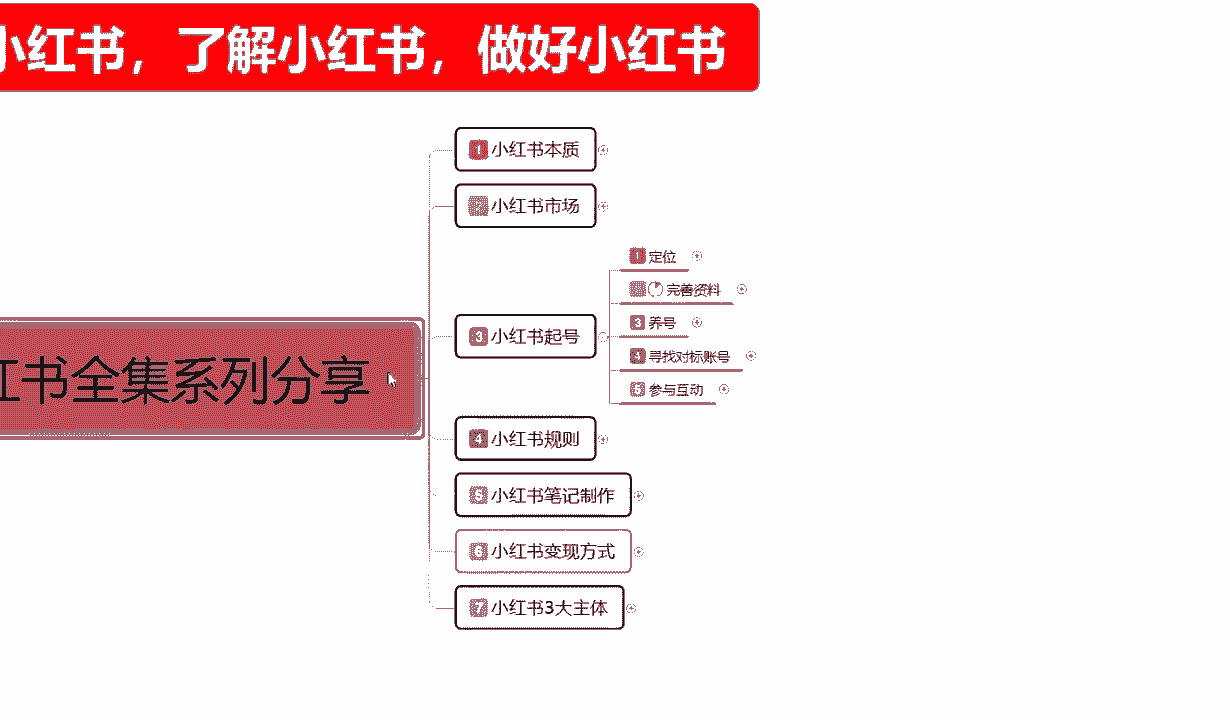 小红书，了解小红书，做好小红书
1 小红书本质
2 小红书市场
1 定位
完善资料
3 养号
3 小红书起号
4 寻找对标账号
红书全集系列分享
5 参与互动
4 小红书规则
5 小红书笔记制作
6 小红书变现方式
7 小红书3大主体